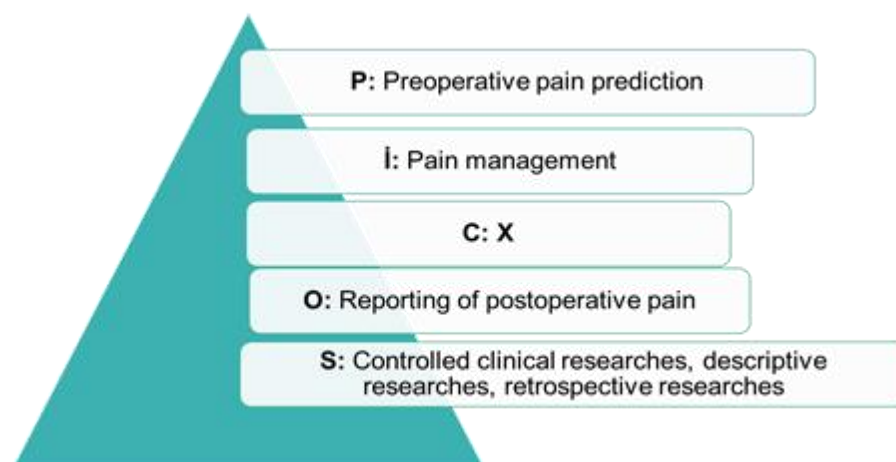 P: Preoperative pain prediction
İ: Pain management
C: X
O: Reporting of postoperative pain
S: Controlled clinical researches, descriptive
researches, retrospective researches